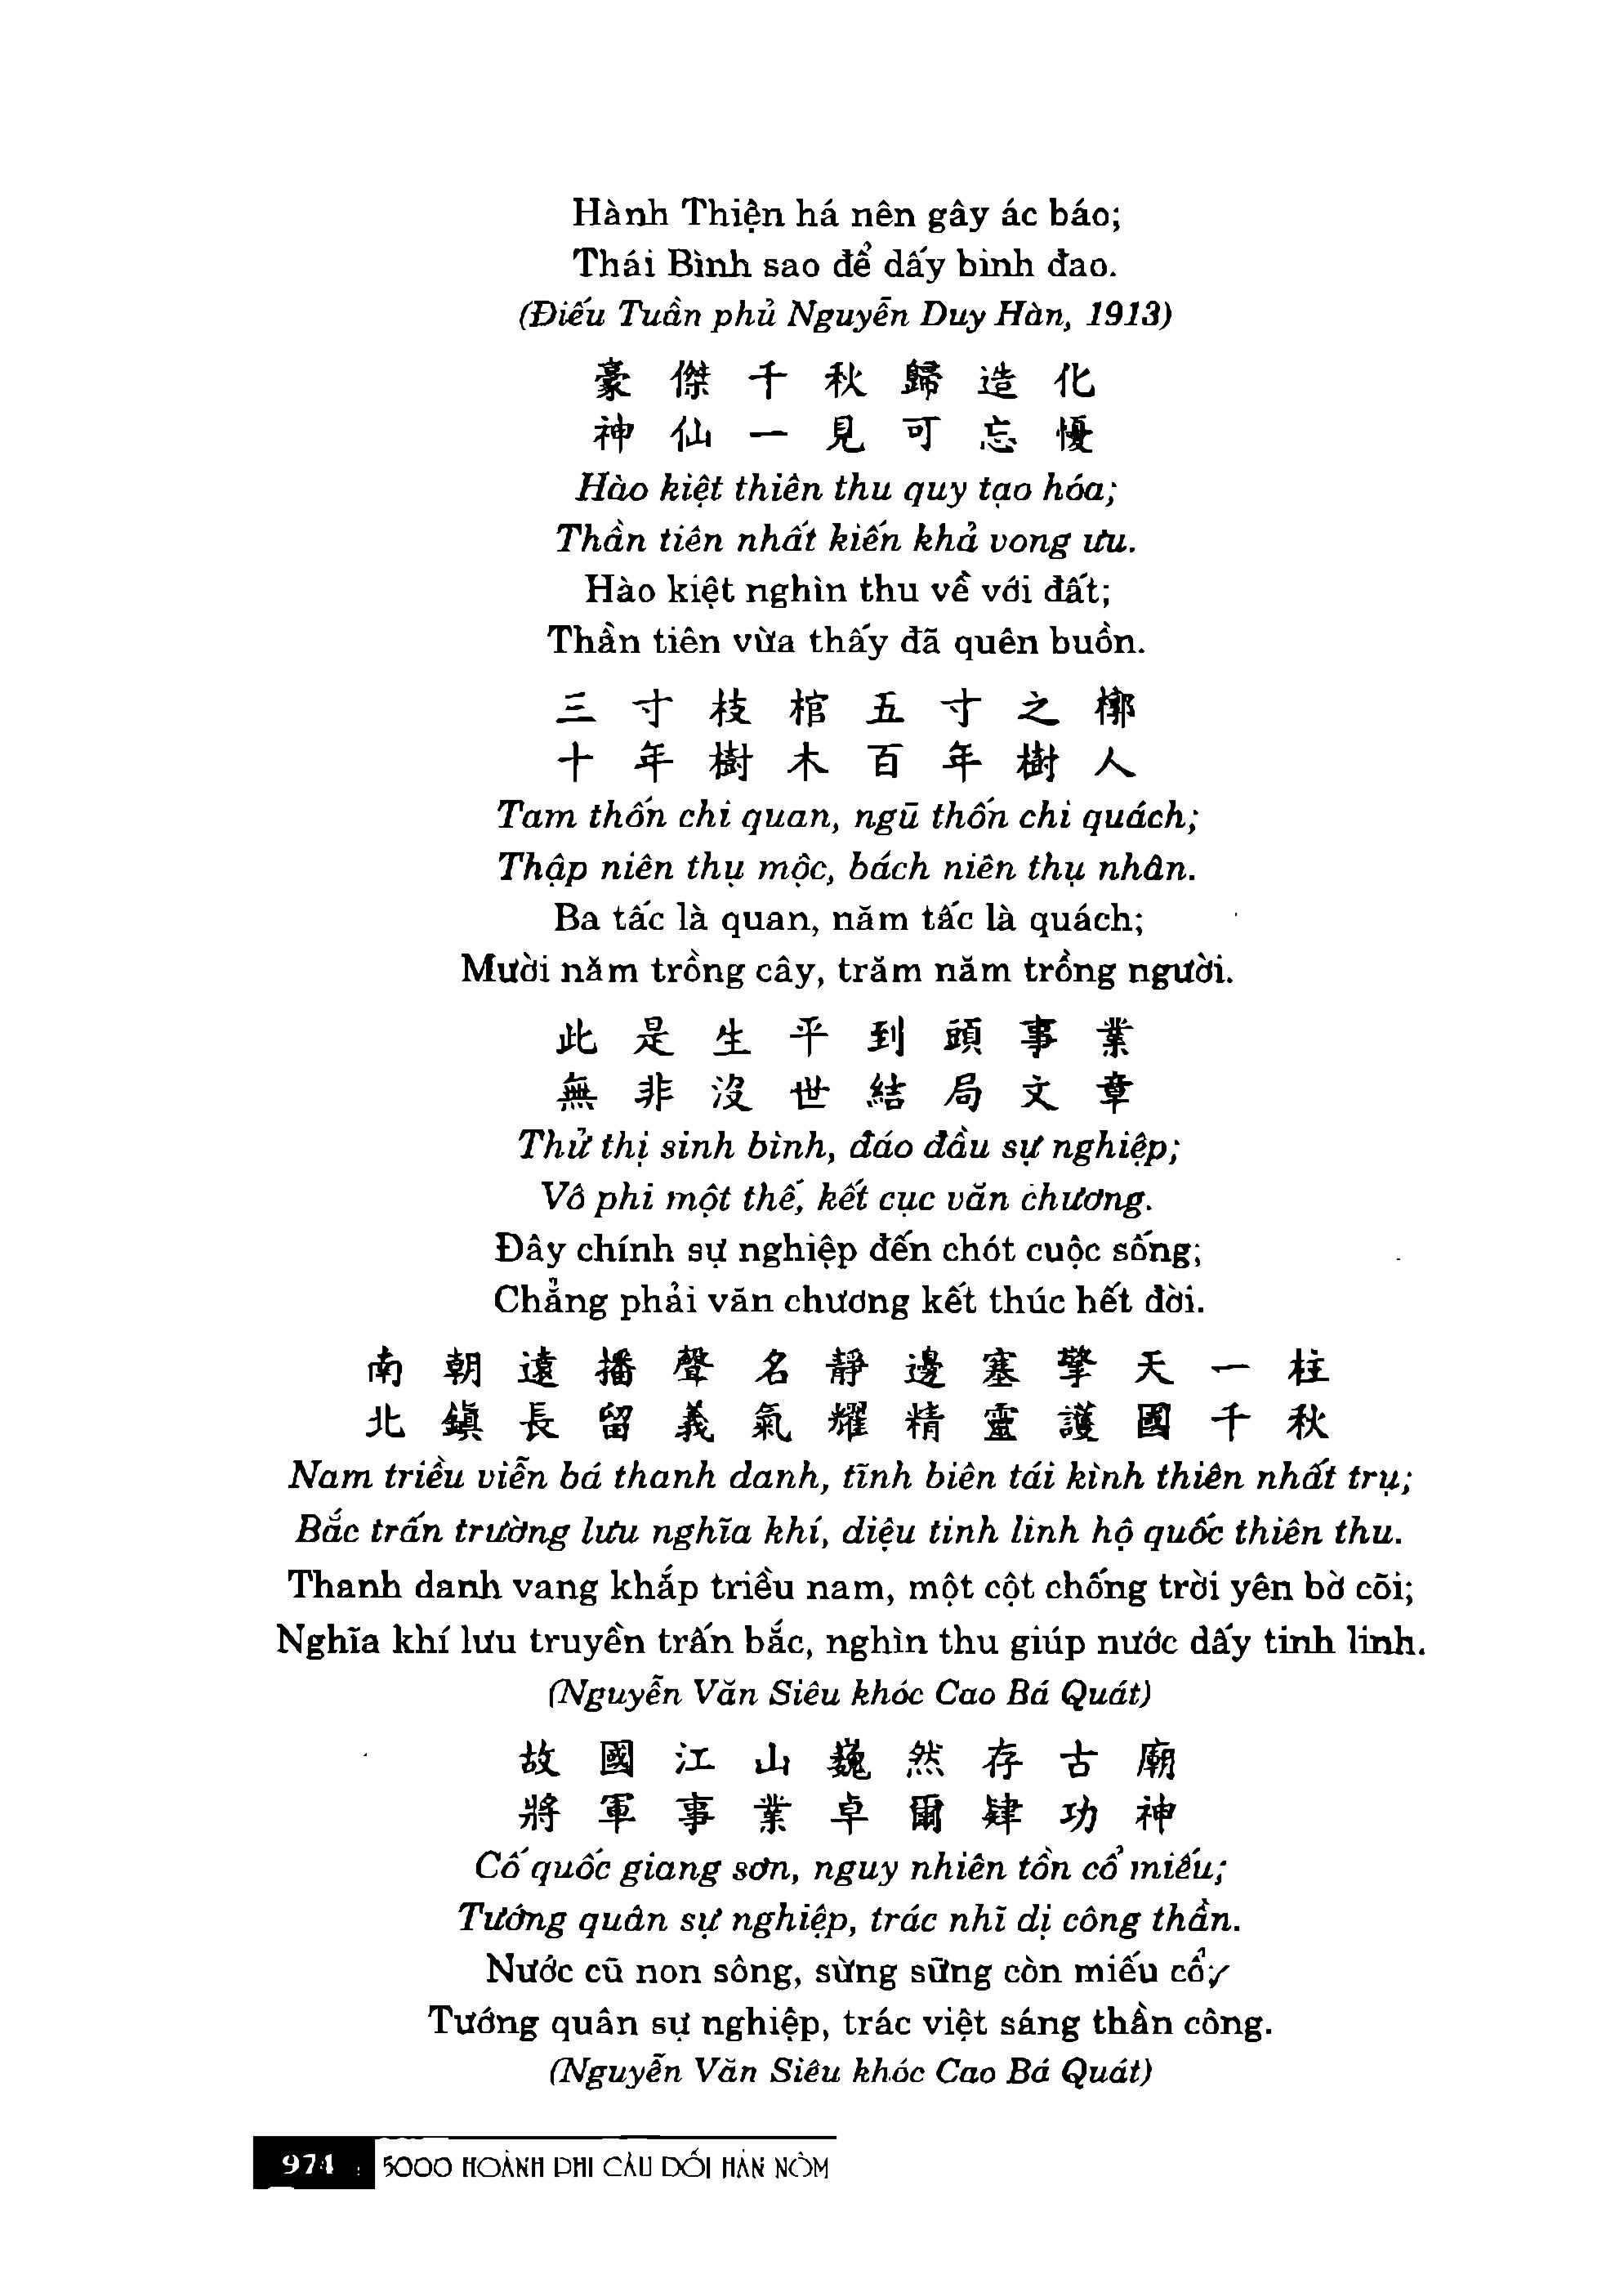 Hành Thiện há nên gây ác báo;
Thái Bình sao để dấy binh đao.
(Điếu Tuần phủ Nguyễn Duy Hàn, 1913)
豪 傑 千 秋 歸 造 化
神 仙 一 見 可 忘 懮
Hào kiệt thiên thu quy tạo hóa;
Thần tiên nhất kiến khả vong ưu.
Hào kiệt nghìn thu về với đất;
Thần tiên vừa thấy đã quên buồn.
三 寸 枝 棺 五 寸 之 槨
十 年 樹 木 百 年 樹 人
Tam thốn chi quan, ngũ thốn chi quách;
Thập niên thụ mộc, bách niên thụ nhân.
Ba tấc là quan, năm tấc là quách;
Mười năm trồng cây, trăm năm trồng người.
此 是 生 平 到 頭 事 業
無 非 沒 世 結 局 文 章
Thử thị sinh bình, đáo đầu sự nghiệp;
Vô phi một thế, kết cục văn chương.
Đây chính sự nghiệp đến chót cuộc sống;
Chẳng phải văn chương kết thúc hết đời.
南 朝 遠 播 聲 名 靜 邊 塞 擎 天 一 柱
北 鎮 長 留 義 氣 耀 精 靈 護 國 千 秋
Nam triều viễn bá thanh danh, tĩnh biên tái kình thiên nhất trụ;
Bắc trấn trường lưu nghĩa khí, diệu tinh linh hộ quốc thiên thu.
Thanh danh vang khắp triều nam, một cột chống trời yên bờ cõi;
Nghĩa khí lưu truyền trấn bắc, nghìn thu giúp nước dấy tinh linh.
(Nguyễn Văn Siêu khóc Cao Bá Quát)
故 國 江 山 巍 然 存 古 廟
將 軍 事 業 卓 爾 肄 功 神
Cố quốc giang sơn, nguy nhiên tồn cổ miếu;
Tướng quân sự nghiệp, trác nhĩ dị công thần.
Nước cũ non sông, sừng sững còn miếu cổ;
Tướng quân sự nghiệp, trác việt sáng thần công.
(Nguyễn Văn Siêu khóc Cao Bá Quát)
974 : 5000 HOÀNH PHI CÂU ĐỐI HÁN NÔM